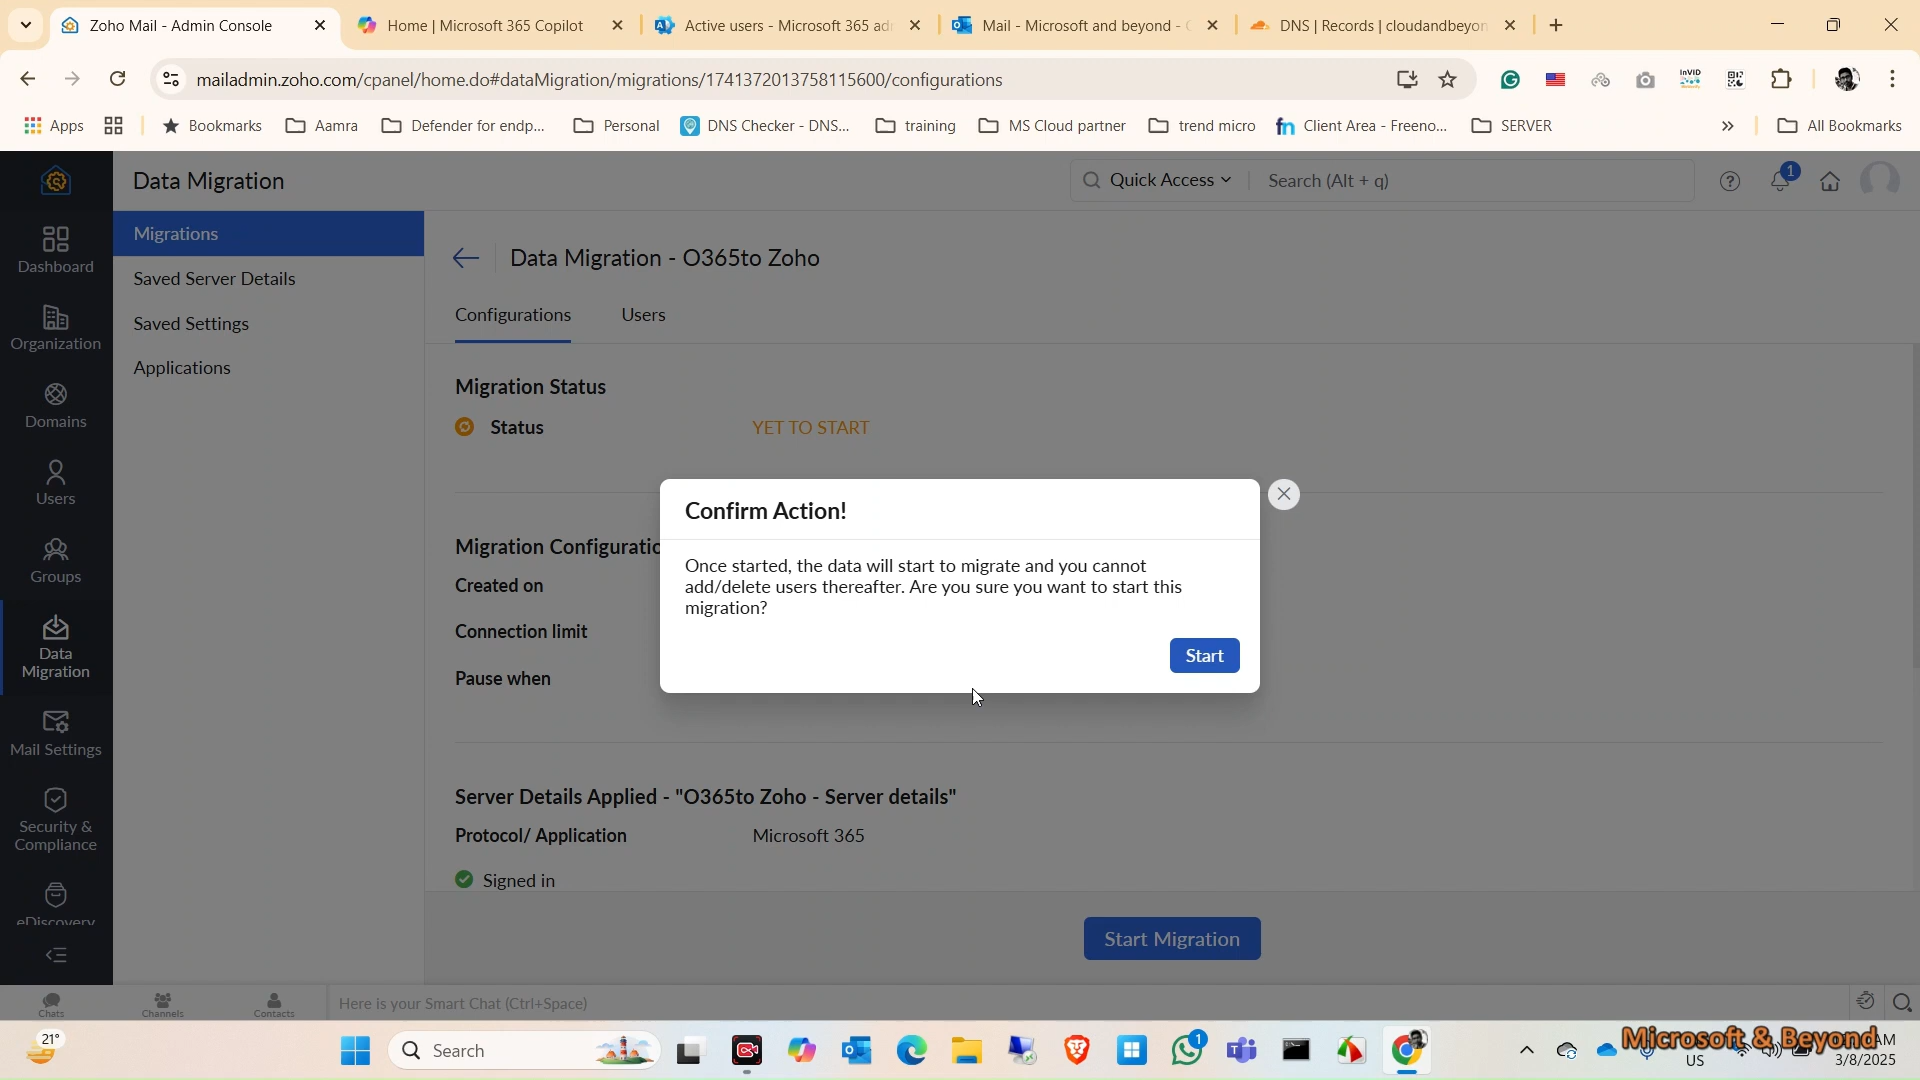 Zoho Mail - Admin Console
Home | Microsoft 365 Copilot
Active users - Microsoft 365 ad
Mail - Microsoft and beyond -
DNS | Records | cloudandbeyon
mailadmin.zoho.com/cpanel/home.do#dataMigration/migrations/1741372013758115600/configurations
Apps
Bookmarks
Aamra
Defender for endp...
Personal
DNS Checker - DNS...
training
MS Cloud partner
trend micro
Client Area - Freeno...
SERVER
All Bookmarks
Data Migration
Quick Access
Search (Alt + q)
1
Dashboard
Organization
Domains
Users
Groups
Data
Migration
Mail Settings
Security &
Compliance
eDiscovery
Migrations
Saved Server Details
Saved Settings
Applications
Data Migration - O365to Zoho
Configurations
Users
Migration Status
Status
YET TO START
Migration Configuratio
Created on
Connection limit
Pause when
Confirm Action!
Once started, the data will start to migrate and you cannot
add/delete users thereafter. Are you sure you want to start this
migration?
Start
Server Details Applied - "O365to Zoho - Server details"
Protocol/ Application
Microsoft 365
Signed in
Start Migration
Chats
Channels
Contacts
Here is your Smart Chat (Ctrl+Space)
21°
Search
1
Microsoft & Beyond
AM
US
3/8/2025